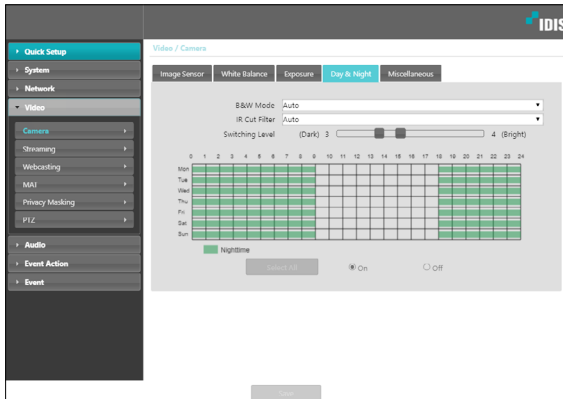 IDIS
Quick Setup
System
Network
Video
Camera
Streaming
Webcasting
MAT
Privacy Masking
PTZ
Audio
Event Action
Event
Video / Camera
Image Sensor White Balance Exposure Day & Night Miscellaneous
B&W Mode Auto
IR Cut Filter Auto
Switching Level (Dark) 3 4 (Bright)
0 1 2 3 4 5 6 7 8 9 10 11 12 13 14 15 16 17 18 19 20 21 22 23 24
Mon
Tue
Wed
Thu
Fri
Sat
Sun
Nighttime
Select All On Off
Save